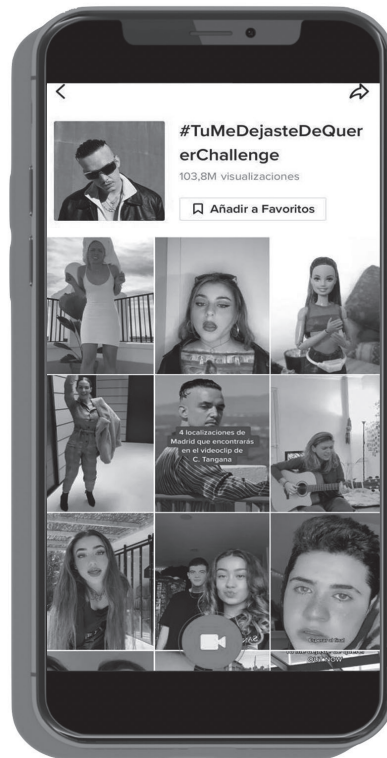 #TuMeDejasteDeQuer
erChallenge
103,8M visualizaciones
Añadir a Favoritos
4 localizaciones de
Madrid que encontrarás
en el videoclip de
C. Tangana